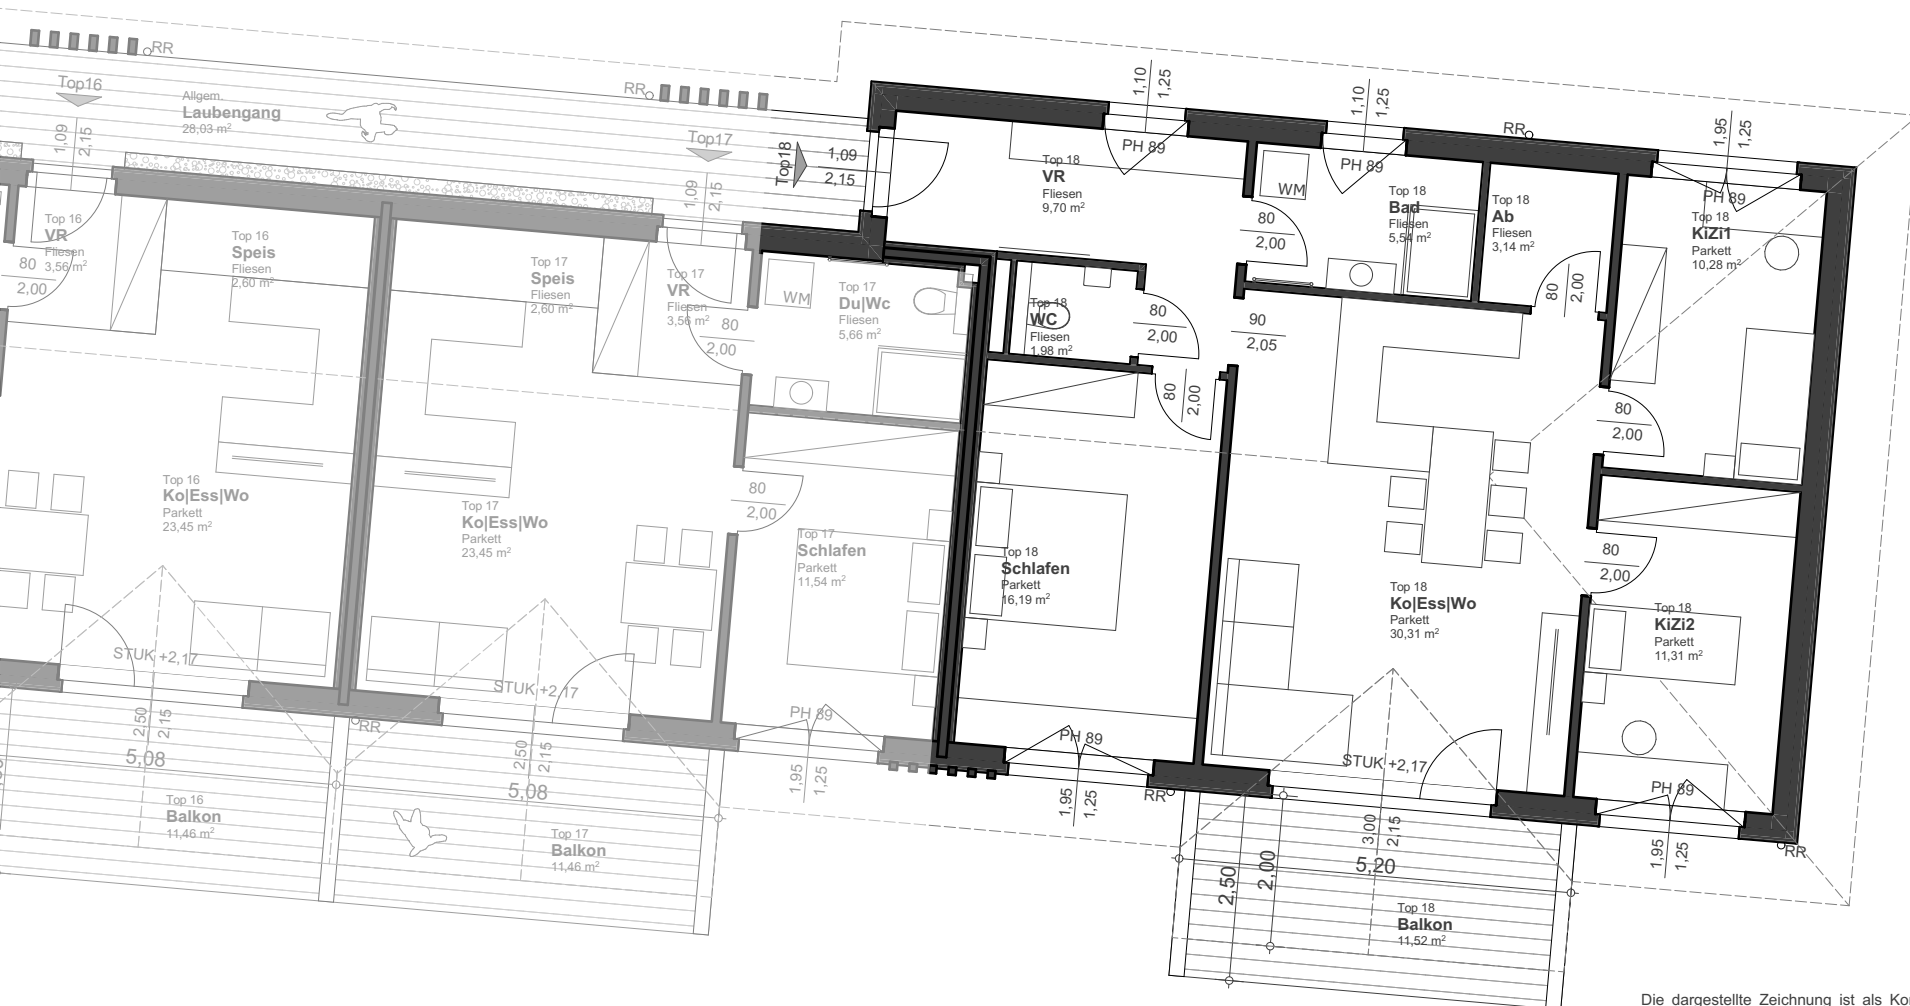 RR
Top16
1,09
2,15
Allgem.
Laubengang
28,03 m²
RR
Top17
1,09
2,15
Top18
1,09
2,15
1,10
1,25
PH 89
1,10
1,25
PH 89
RR
1,95
1,25
PH 89
Top 16
VR
Fliesen
3,56 m²
80
2,00
Top 16
Speis
Fliesen
2,60 m²
Top 17
Speis
Fliesen
2,60 m²
Top 17
VR
Fliesen
3,56 m²
80
2,00
WM
Top 17
Du|Wc
Fliesen
5,66 m²
Top 18
VR
Fliesen
9,70 m²
WM
80
2,00
Top 18
Bad
Fliesen
5,54 m²
Top 18
Ab
Fliesen
3,14 m²
80
2,00
Top 18
KiZi1
Parkett
10,28 m²
Top 18
WC
Fliesen
1,98 m²
80
2,00
90
2,05
80
2,00
80
2,00
Top 16
Ko|Ess|Wo
Parkett
23,45 m²
Top 17
Ko|Ess|Wo
Parkett
23,45 m²
80
2,00
Top 17
Schlafen
Parkett
11,54 m²
Top 18
Schlafen
Parkett
16,19 m²
Top 18
Ko|Ess|Wo
Parkett
30,31 m²
80
2,00
Top 18
KiZi2
Parkett
11,31 m²
STUK +2,17
2,50
2,15
5,08
RR
STUK +2,17
2,50
2,15
5,08
PH 89
1,95
1,25
PH 89
1,95
1,25
RR
STUK +2,17
3,00
2,15
5,20
2,50
2,00
PH 89
1,95
1,25
RR
Top 16
Balkon
11,46 m²
Top 17
Balkon
11,46 m²
Top 18
Balkon
11,52 m²
Die dargestellte Zeichnung ist als Ko